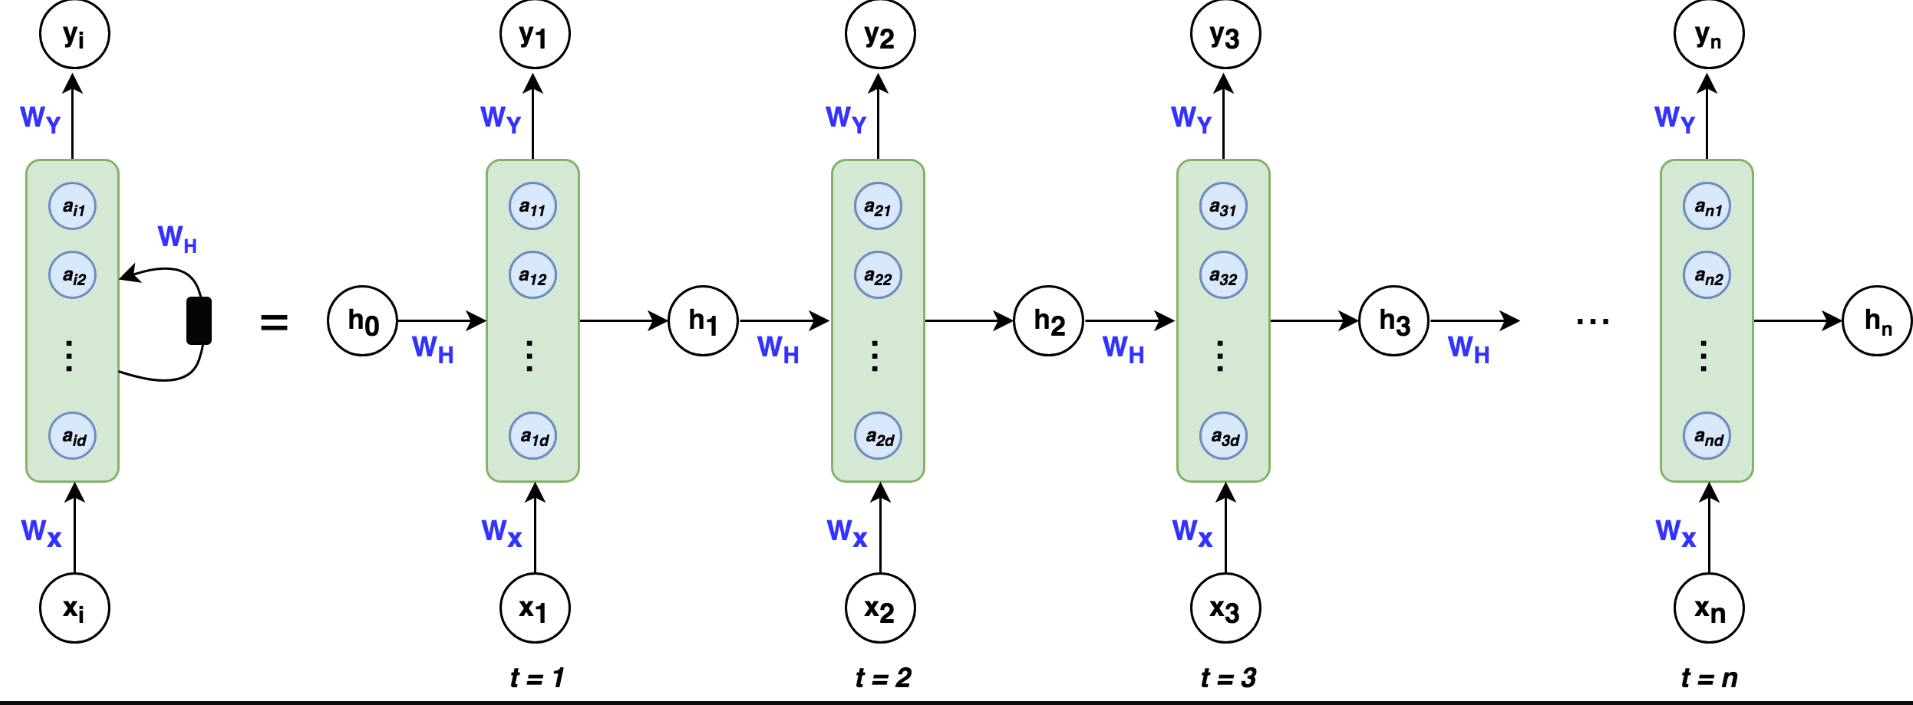 yi y1 y2 y3 yn
WY WY WY WY WY
ai1 a11 a21 a31 an1
WH
ai2 a12 a22 a32 an2
= h0 h1 h2 h3 ... hn
WH WH WH WH
⋮ ⋮ ⋮ ⋮ ⋮
aid a1d a2d a3d and
WX WX WX WX WX
xi x1 x2 x3 xn
t = 1 t = 2 t = 3 t = n